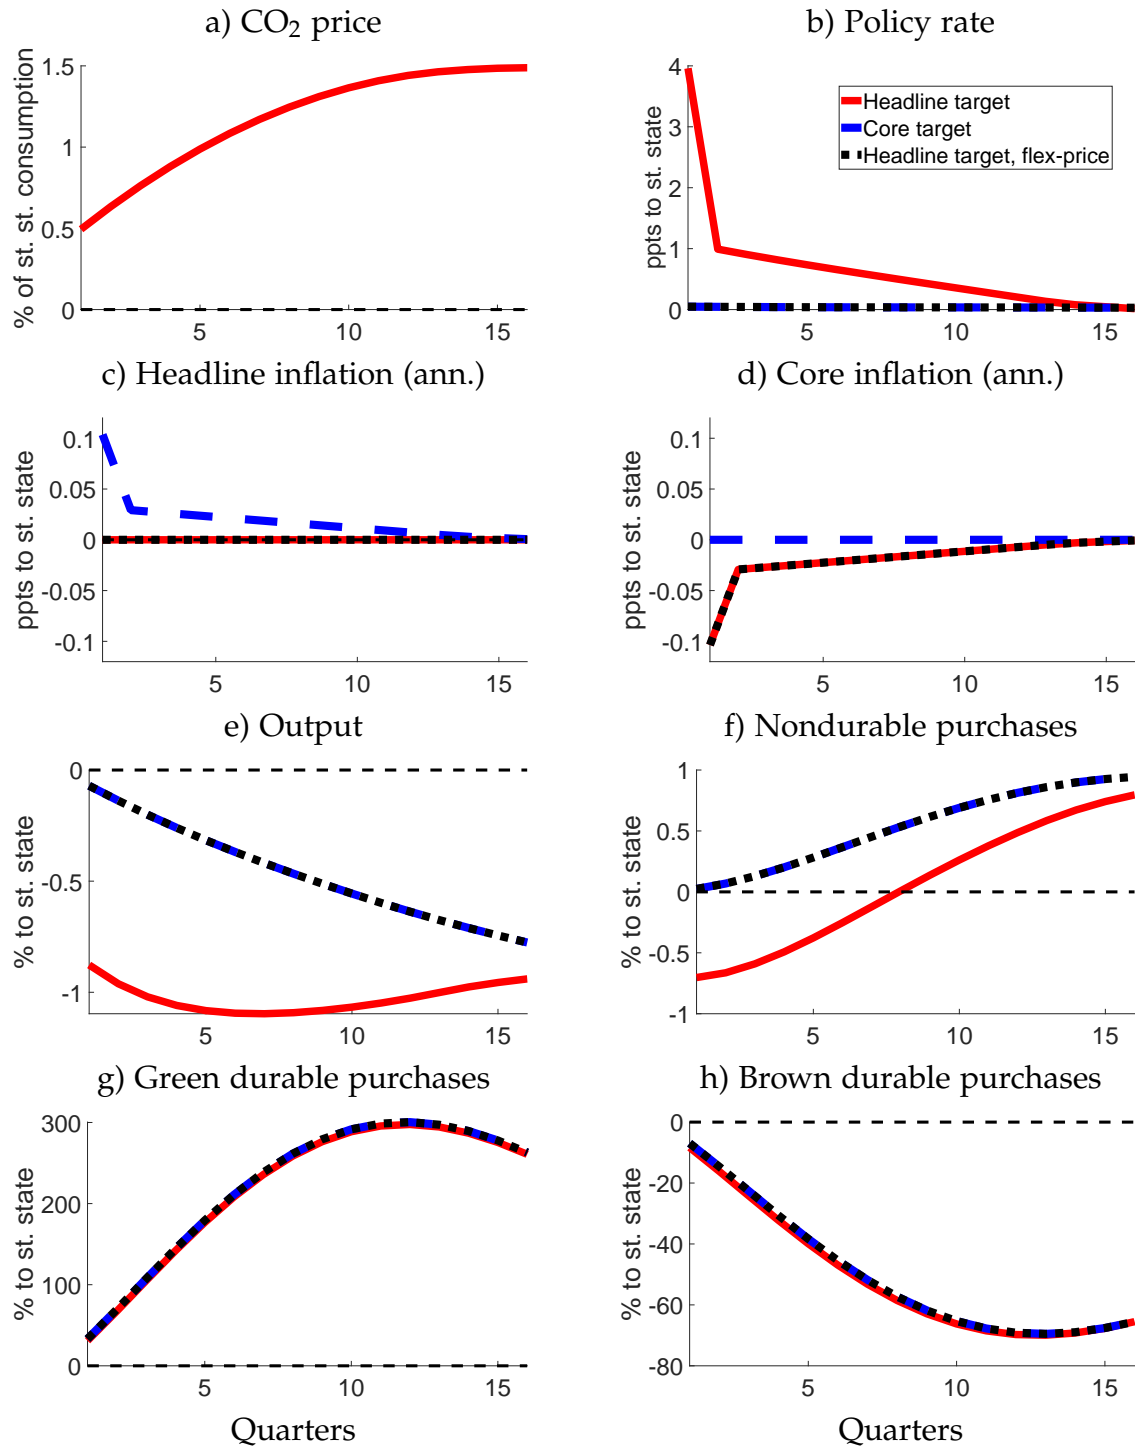 a) CO₂ price
% of st. st. consumption
1.5
1
0.5
0
5
10
15
b) Policy rate
ppts to st. state
4
3
2
1
0
5
10
15
Headline target
Core target
Headline target, flex-price
c) Headline inflation (ann.)
ppts to st. state
0.1
0.05
0
-0.05
-0.1
5
10
15
d) Core inflation (ann.)
ppts to st. state
0.1
0.05
0
-0.05
-0.1
5
10
15
e) Output
% to st. state
0
-0.5
-1
5
10
15
f) Nondurable purchases
% to st. state
1
0.5
0
-0.5
-1
5
10
15
g) Green durable purchases
% to st. state
300
200
100
0
5
10
15
Quarters
h) Brown durable purchases
% to st. state
0
-20
-40
-60
-80
5
10
15
Quarters